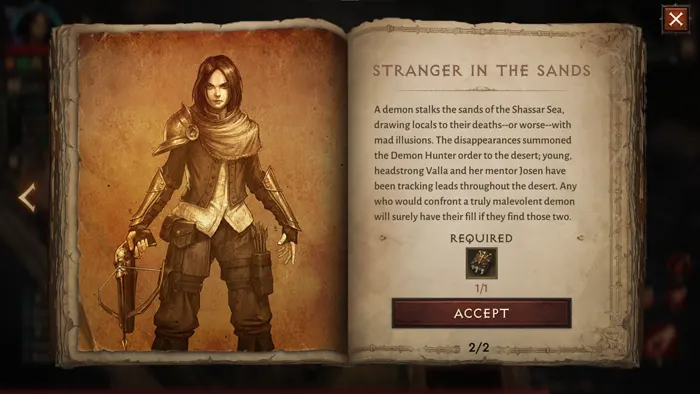 STRANGER IN THE SANDS
A demon stalks the sands of the Shassar Sea,
drawing locals to their deaths--or worse--with
mad illusions. The disappearances summoned
the Demon Hunter order to the desert; young,
headstrong Valla and her mentor Josen have
been tracking leads throughout the desert. Any
who would confront a truly malevolent demon
will surely have their fill if they find those two.
REQUIRED
1/1
ACCEPT
2/2